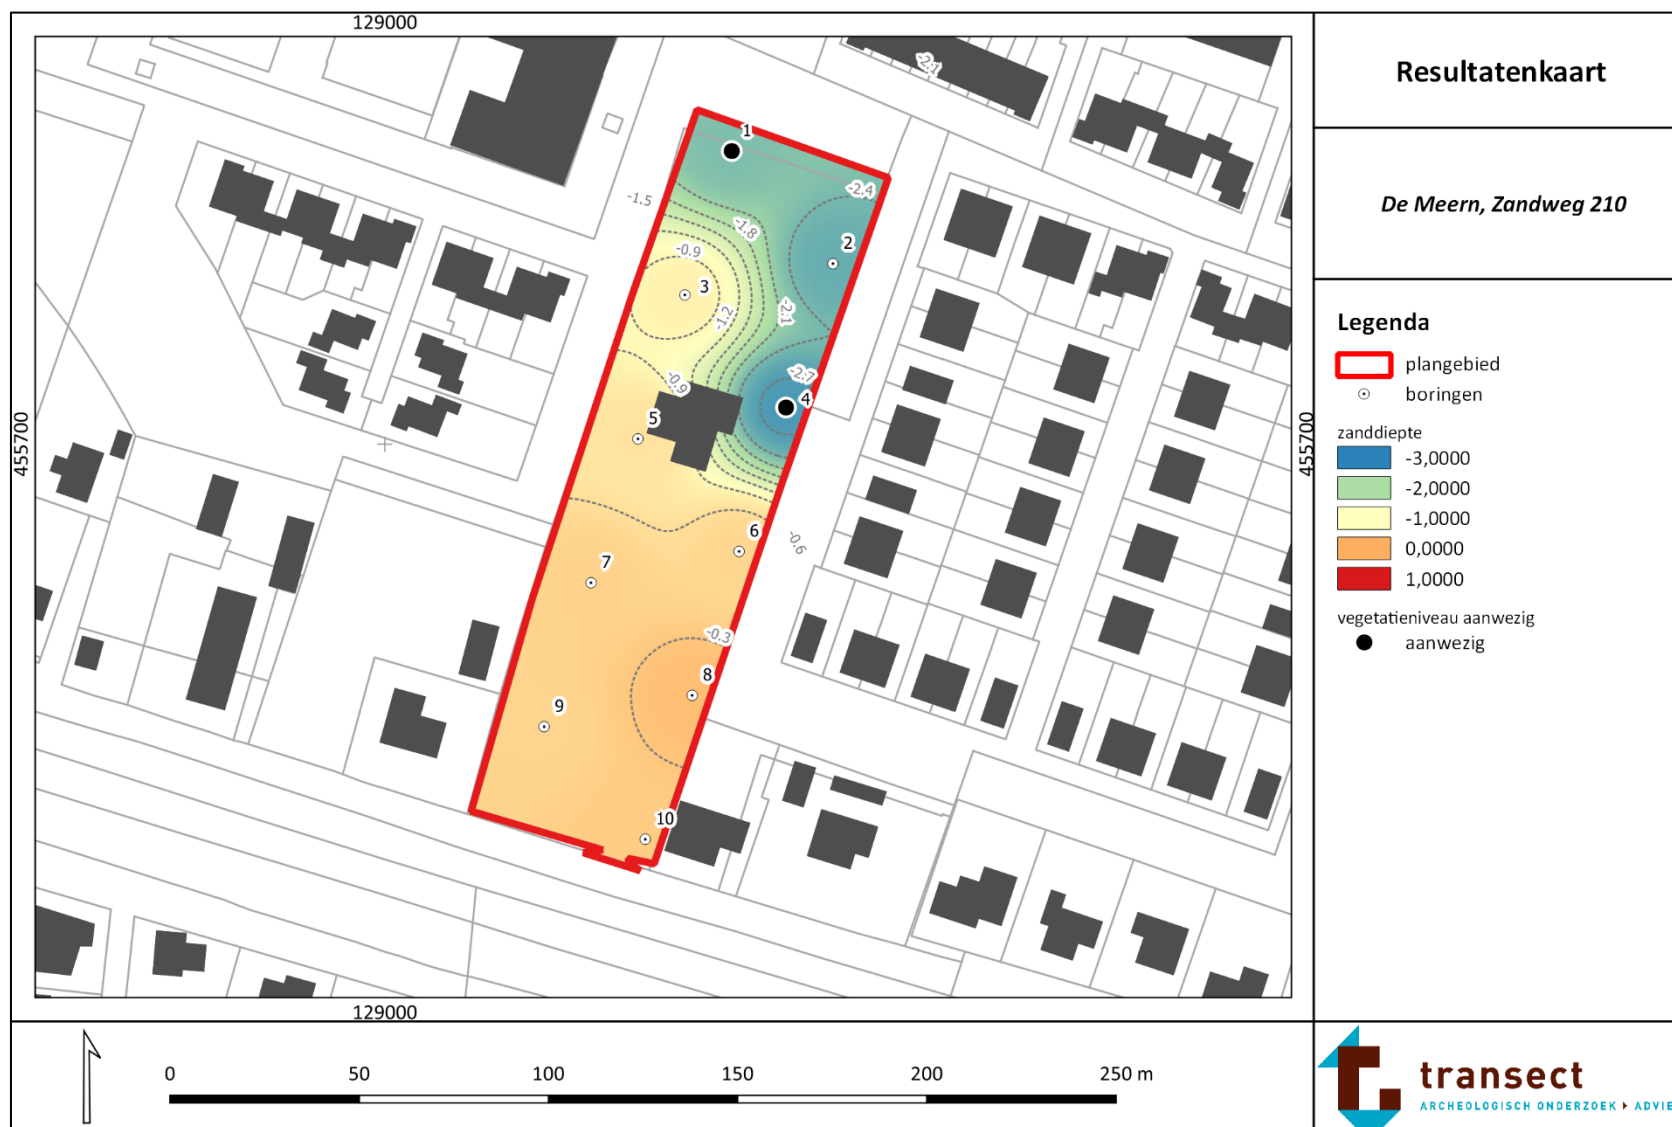 129000
Resultatenkaart
De Meern, Zandweg 210
Legenda
plangebied
boringen
zanddiepte
-3,0000
-2,0000
-1,0000
0,0000
1,0000
vegetatieniveau aanwezig
aanwezig
455700
455700
-2.1
1
-2.4
-1.5
-1.8
2
-0.9
3
-1.2
-2.1
-2.7
-0.9
4
5
6
-0.6
7
-0.3
8
9
10
129000
0 50 100 150 200 250 m
transect
ARCHEOLOGISCH ONDERZOEK ▸ ADVIE